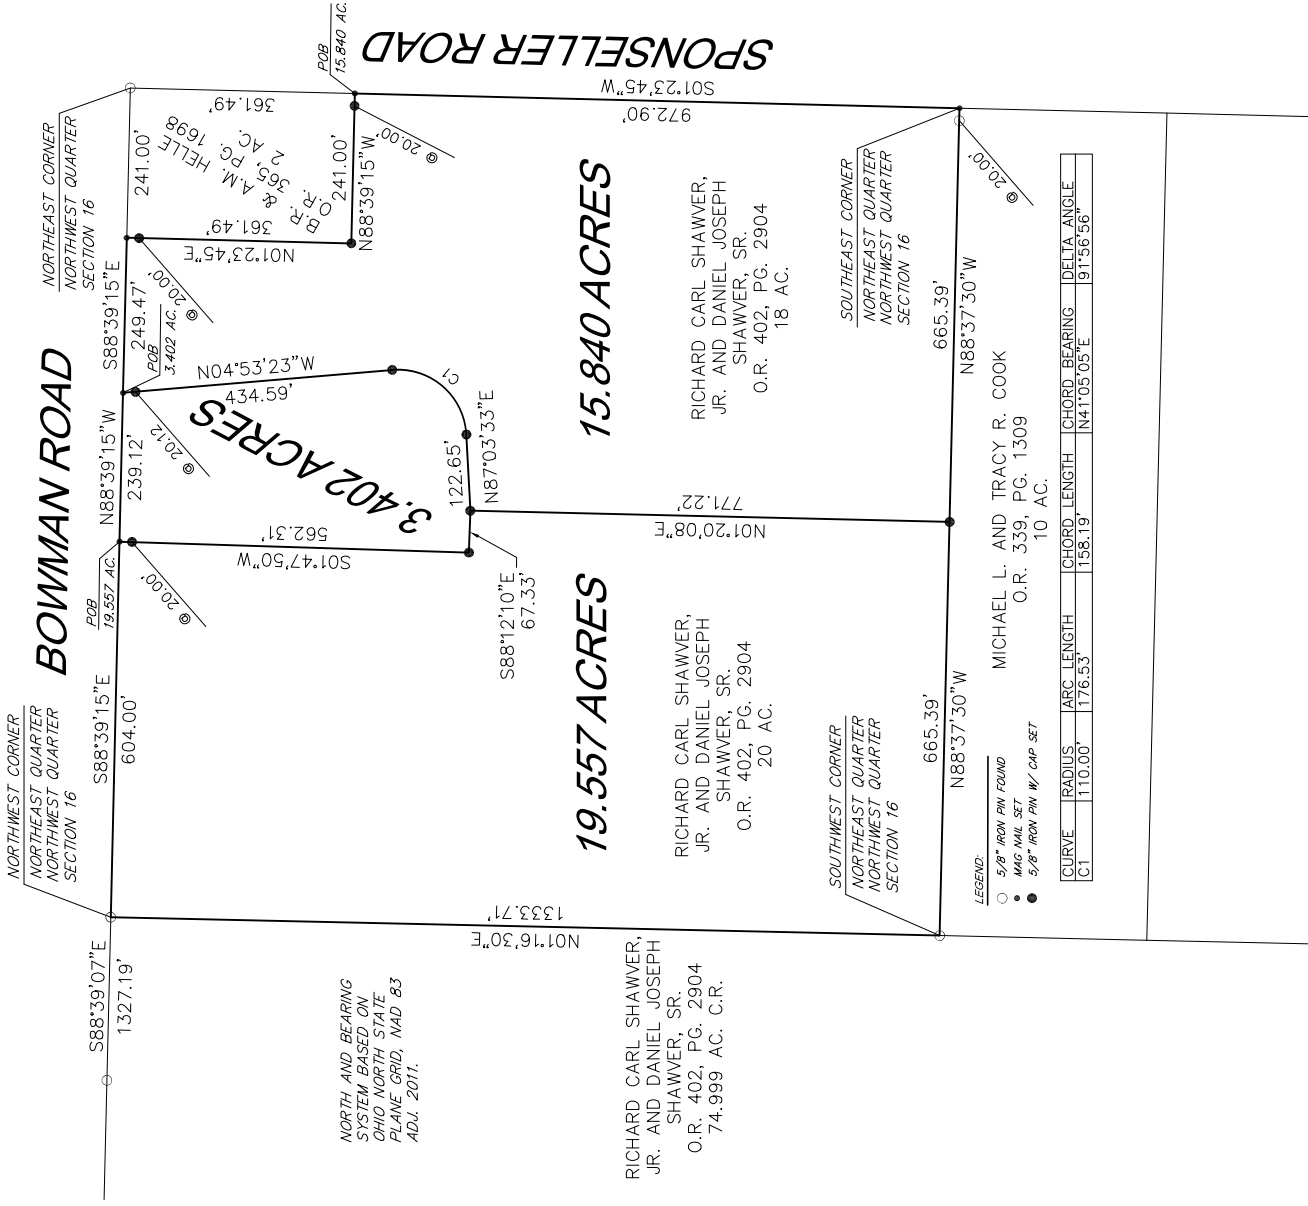 BOWMAN ROAD
SPONSELLER ROAD
NORTHWEST CORNER
NORTHEAST QUARTER
NORTHWEST QUARTER
SECTION 16
NORTHEAST CORNER
NORTHWEST QUARTER
SECTION 16
S88°39'07"E
1327.19'
S88°39'15"E
604.00'
POB
19.557 AC.
N88°39'15"W
239.12'
POB
3.402 AC.
S88°39'15"E
249.47'
241.00'
361.49'
POB
15.840 AC.
B.R. & A.M. HELLE
O.R. 365, PG. 1698
2 AC.
361.49'
N01°23'45"E
241.00'
N88°39'15"W
@ 20.00'
@ 20.00'
@ 20.12
@ 20.00'
S01°23'45"W
972.90'
N04°53'23"W
434.59'
3.402 ACRES
C1
122.65'
N87°03'33"E
562.31'
S01°47'50"W
S88°12'10"E
67.33'
771.22'
N01°20'08"E
15.840 ACRES
RICHARD CARL SHAWVER,
JR. AND DANIEL JOSEPH
SHAWVER, SR.
O.R. 402, PG. 2904
18 AC.
19.557 ACRES
RICHARD CARL SHAWVER,
JR. AND DANIEL JOSEPH
SHAWVER, SR.
O.R. 402, PG. 2904
20 AC.
1333.71'
N01°16'30"E
NORTH AND BEARING
SYSTEM BASED ON
OHIO NORTH STATE
PLANE GRID, NAD 83
ADJ. 2011.
RICHARD CARL SHAWVER,
JR. AND DANIEL JOSEPH
SHAWVER, SR.
O.R. 402, PG. 2904
74.999 AC. C.R.
SOUTHWEST CORNER
NORTHEAST QUARTER
NORTHWEST QUARTER
SECTION 16
665.39'
N88°37'30"W
SOUTHEAST CORNER
NORTHEAST QUARTER
NORTHWEST QUARTER
SECTION 16
665.39'
N88°37'30"W
@ 20.00'
MICHAEL L. AND TRACY R. COOK
O.R. 339, PG. 1309
10 AC.
LEGEND:
5/8" IRON PIN FOUND
MAG NAIL SET
5/8" IRON PIN W/ CAP SET
CURVE RADIUS ARC LENGTH CHORD LENGTH CHORD BEARING DELTA ANGLE
C1 110.00' 176.53' 158.19' N41°05'05"E 91°56'56"